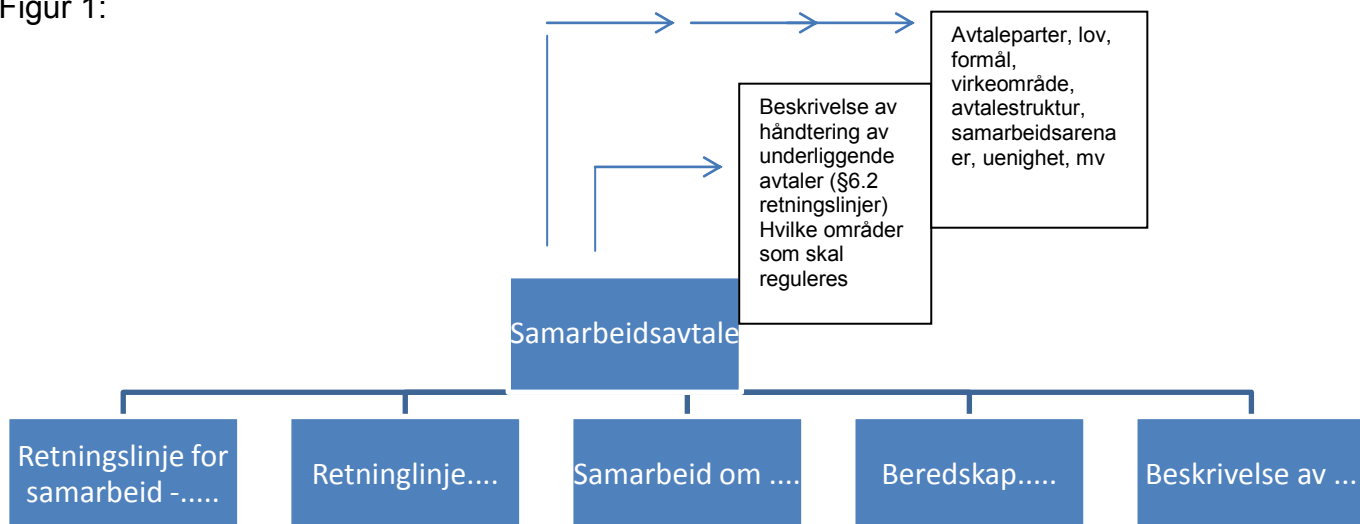 Figur 1:
Avtaleparter, lov,
formål,
virkeområde,
avtalestruktur,
samarbeidsarena
er, uenighet, mv
Beskrivelse av
håndtering av
underliggende
avtaler (§6.2
retningslinjer)
Hvilke områder
som skal
reguleres
Samarbeidsavtale
Retningslinje for
samarbeid -.....
Retninglinje....
Samarbeid om ....
Beredskap.....
Beskrivelse av ...